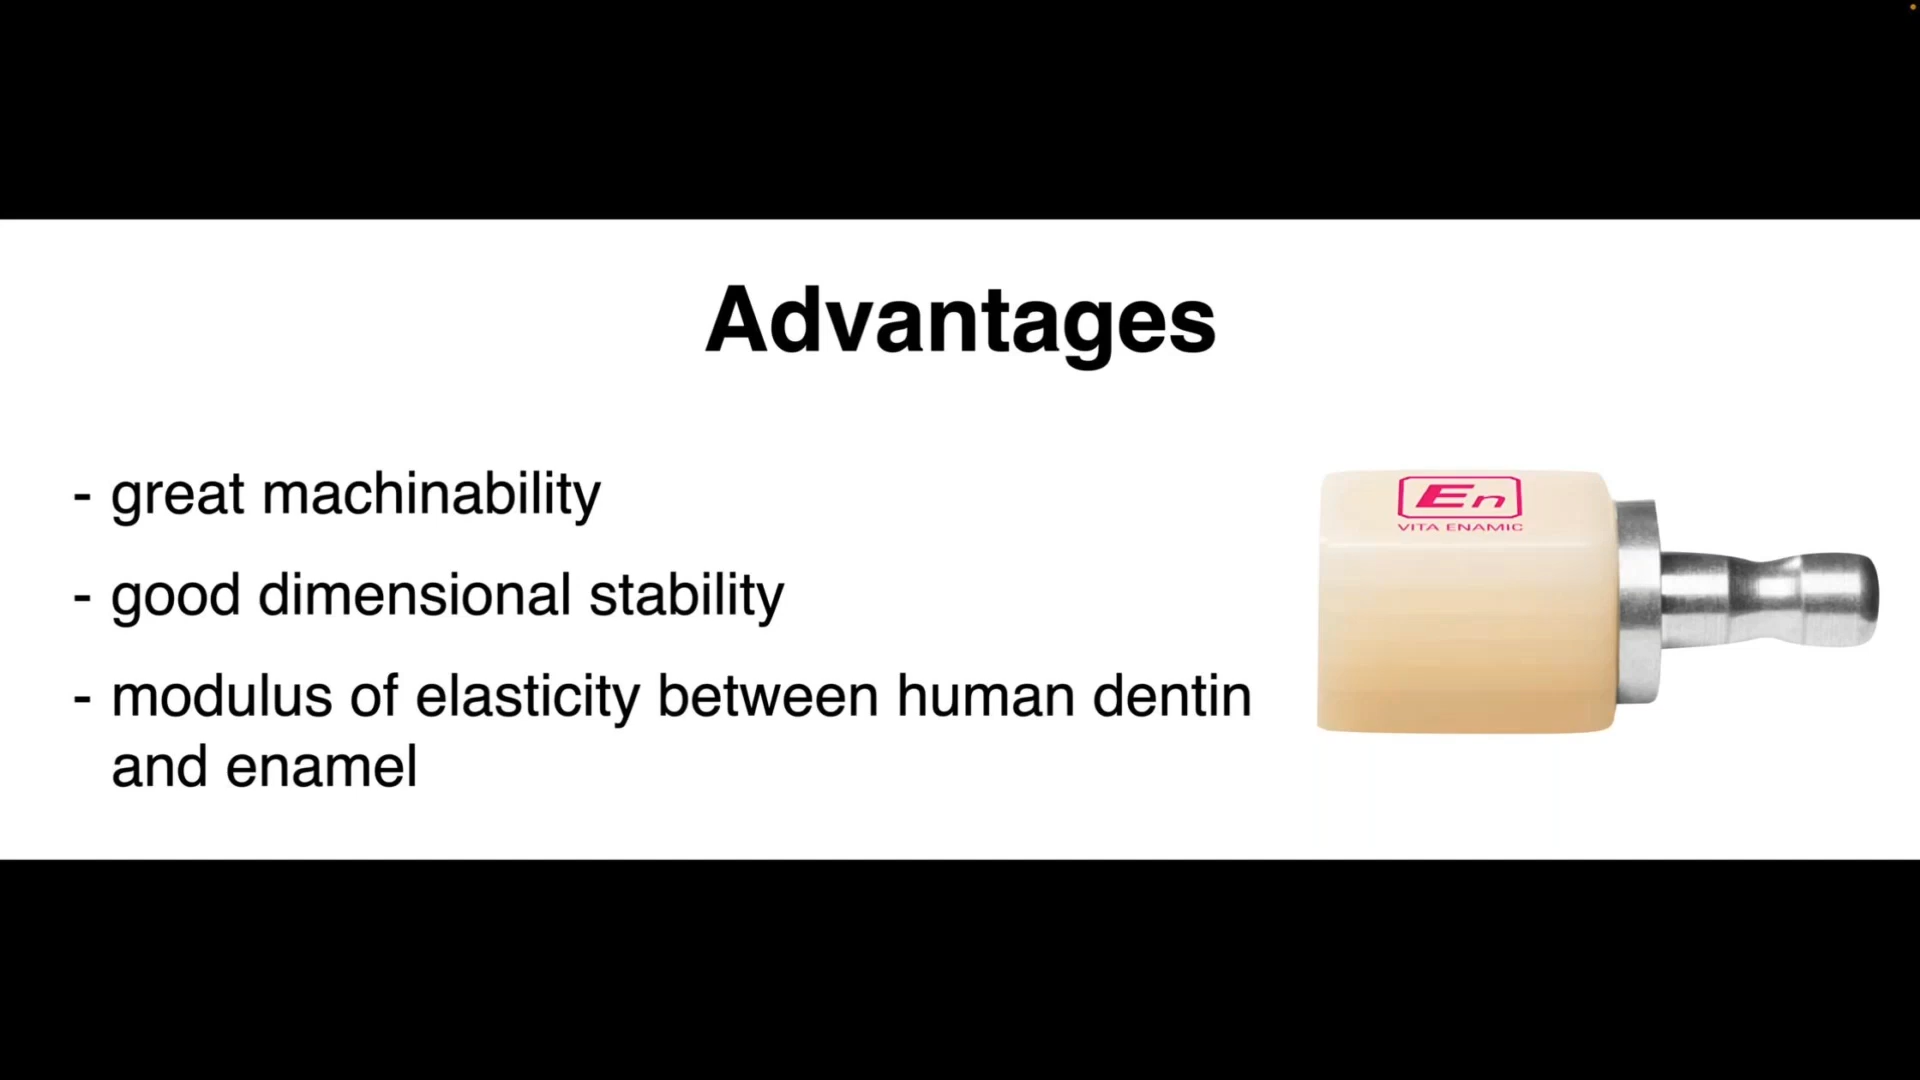 Advantages
- great machinability
- good dimensional stability
- modulus of elasticity between human dentin
and enamel
En
VITA ENAMIC